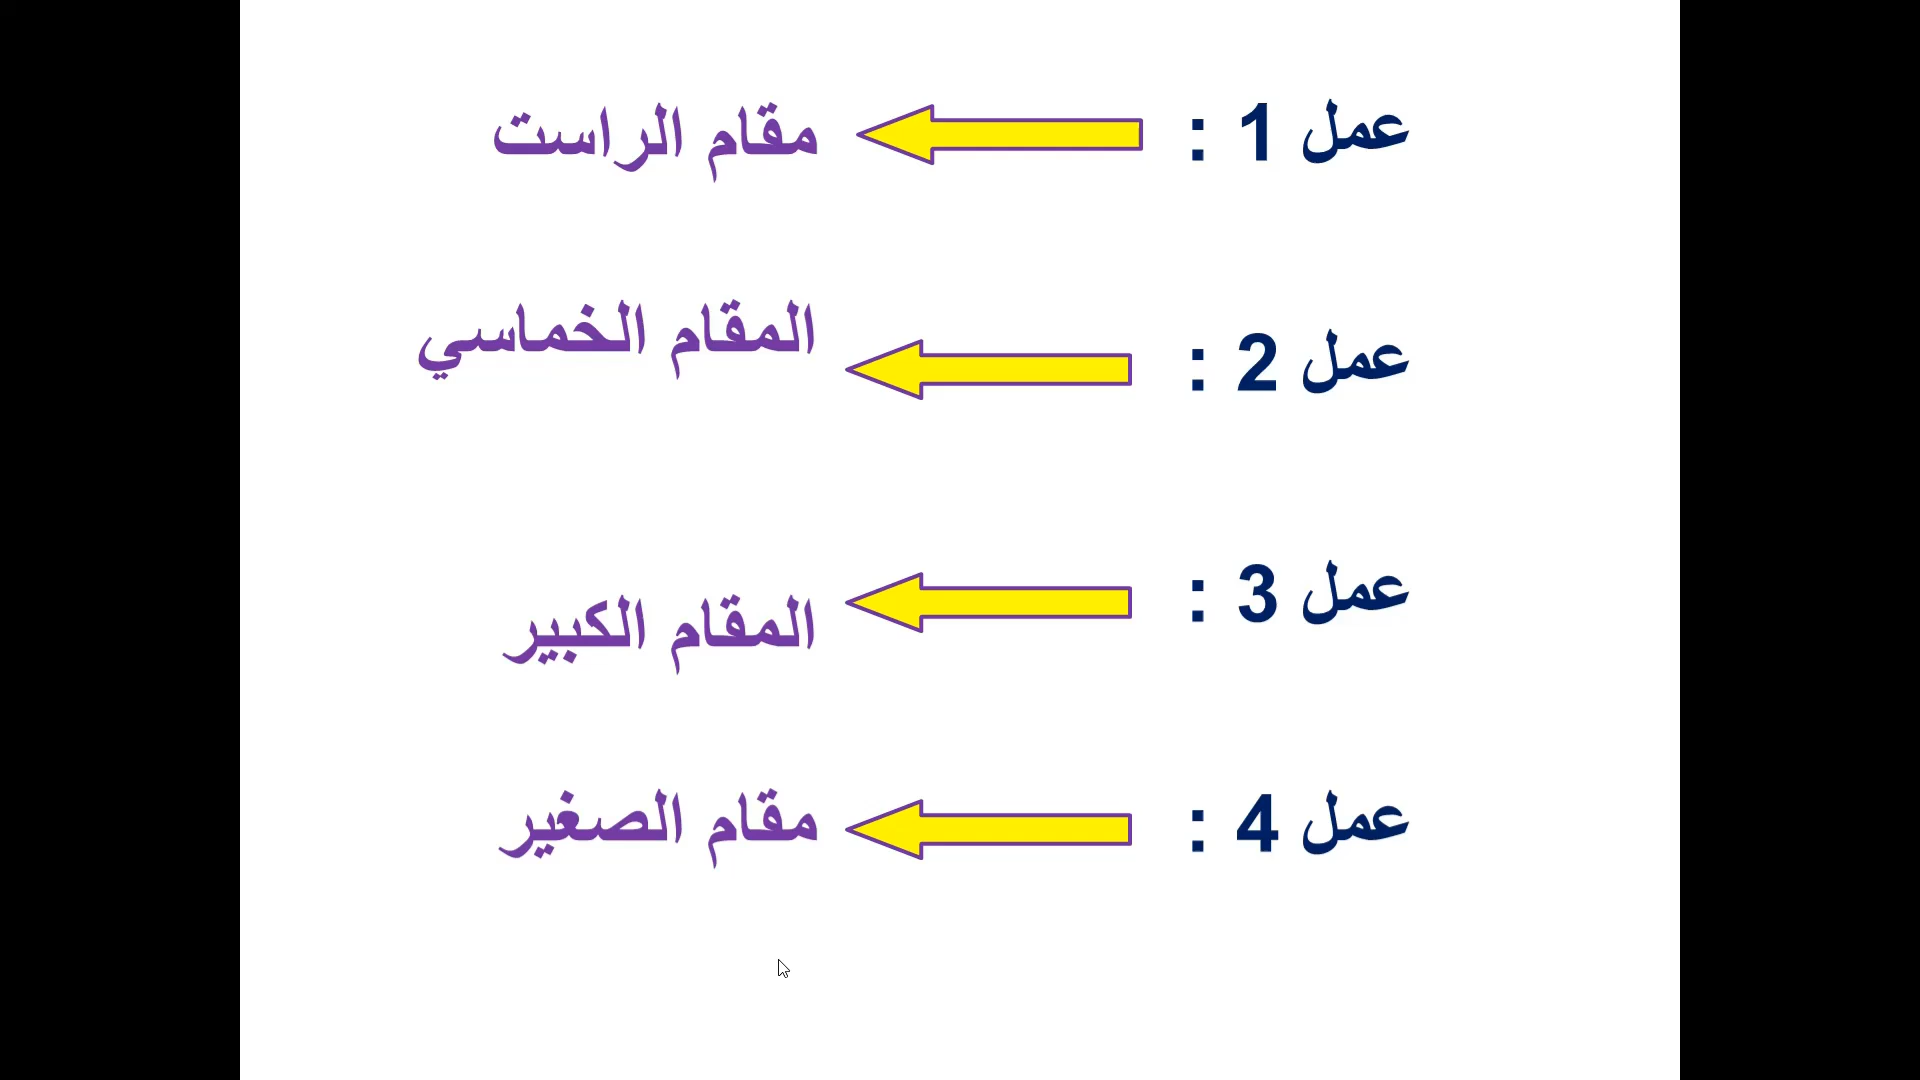 عمل 1 : مقام الراست
عمل 2 : المقام الخماسي
عمل 3 : المقام الكبير
عمل 4 : مقام الصغير